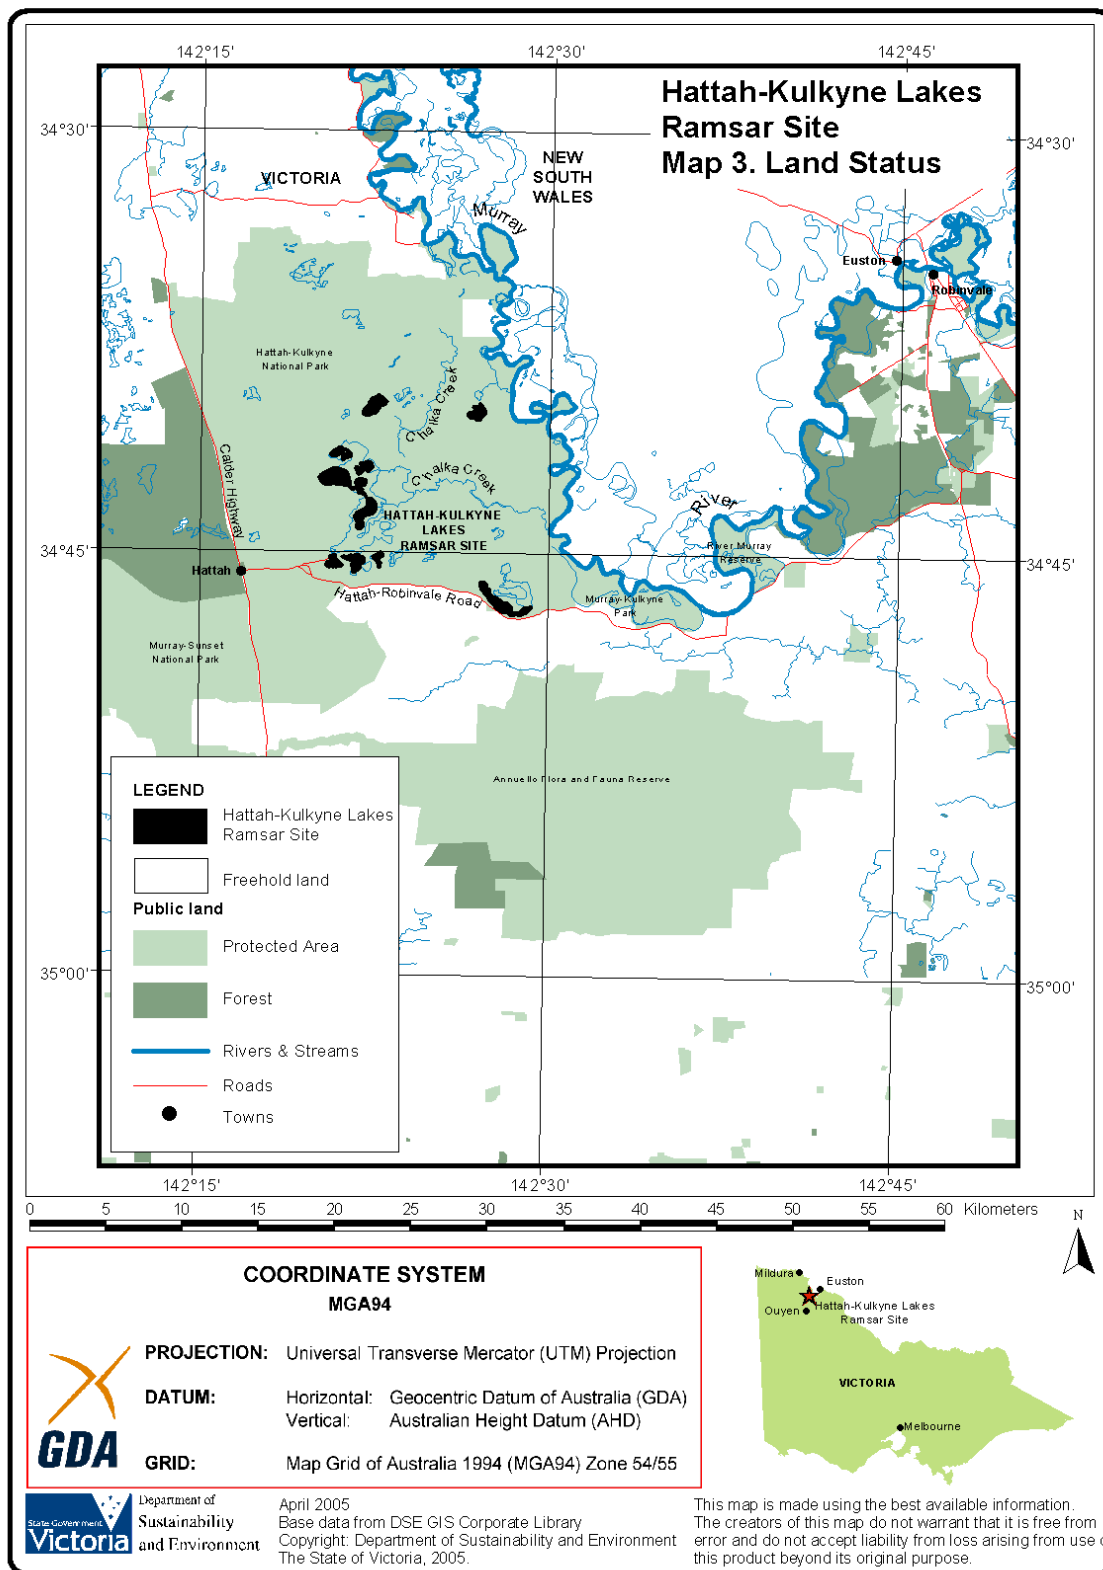 142°15'
142°30'
142°45'
Hattah-Kulkyne Lakes
Ramsar Site
Map 3. Land Status
34°30'
34°30'
VICTORIA
NEW
SOUTH
WALES
Murray
Euston
Robinvale
Hattah-Kulkyne
National Park
Chalka Creek
Calder Highway
Chalka Creek
River
HATTAH-KULKYNE
LAKES
RAMSAR SITE
34°45'
34°45'
River Murray
Reserve
Hattah
Hattah-Robinvale Road
Murray-Kulkyne
Park
Murray-Sunset
National Park
Annuello Flora and Fauna Reserve
LEGEND
Hattah-Kulkyne Lakes
Ramsar Site
Freehold land
Public land
Protected Area
Forest
Rivers & Streams
Roads
Towns
35°00'
35°00'
142°15'
142°30'
142°45'
0 5 10 15 20 25 30 35 40 45 50 55 60 Kilometers
N
COORDINATE SYSTEM
MGA94
PROJECTION: Universal Transverse Mercator (UTM) Projection
DATUM: Horizontal: Geocentric Datum of Australia (GDA)
Vertical: Australian Height Datum (AHD)
GRID: Map Grid of Australia 1994 (MGA94) Zone 54/55
GDA
Mildura
Euston
Ouyen
Hattah-Kulkyne Lakes
Ramsar Site
VICTORIA
Melbourne
State Government
Victoria
Department of
Sustainability
and Environment
April 2005
Base data from DSE GIS Corporate Library
Copyright: Department of Sustainability and Environment
The State of Victoria, 2005.
This map is made using the best available information.
The creators of this map do not warrant that it is free from
error and do not accept liability from loss arising from use o
this product beyond its original purpose.